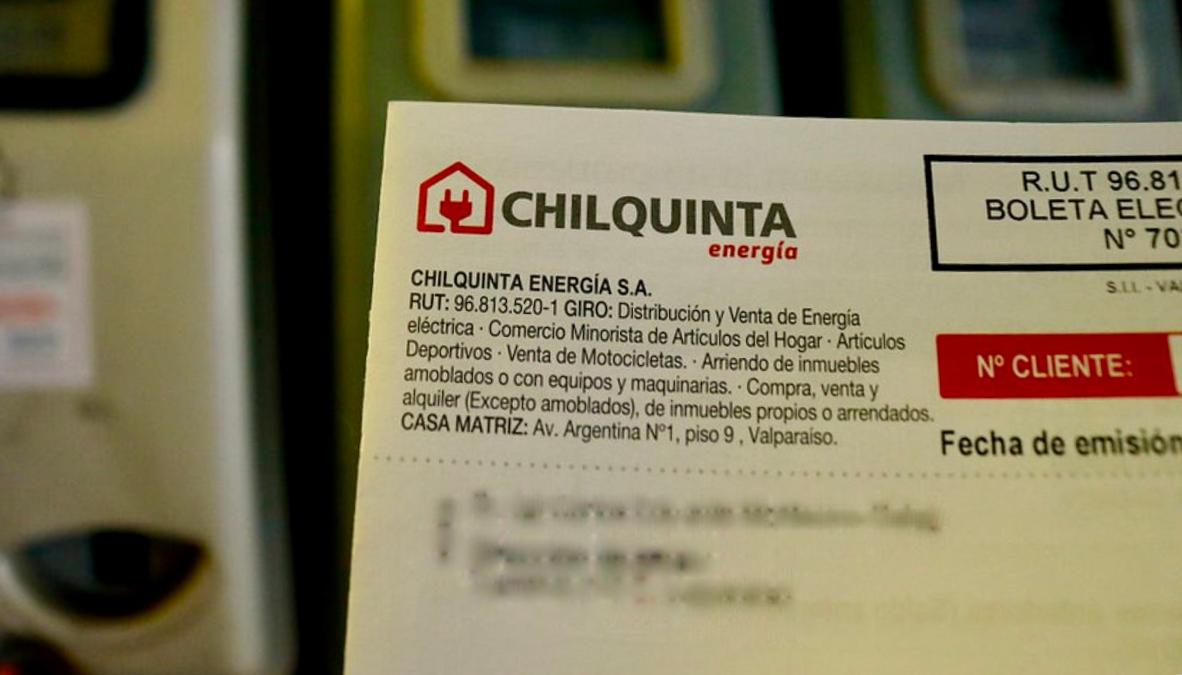 CHILQUINTA
energía
CHILQUINTA ENERGÍA S.A.
RUT: 96.813.520-1 GIRO: Distribución y Venta de Energía
eléctrica · Comercio Minorista de Artículos del Hogar · Articulos
Deportivos · Venta de Motocicletas. · Arriendo de inmuebles
amoblados o con equipos y maquinarias. · Compra, venta y
alquiler (Excepto amoblados), de inmuebles propios o arrendados.
CASA MATRIZ: Av. Argentina Nº1, piso 9 , Valparaíso.
R.U.T 96.81
BOLETA ELEC
N° 70
S.I.I. - VA
Nº CLIENTE:
Fecha de emisión